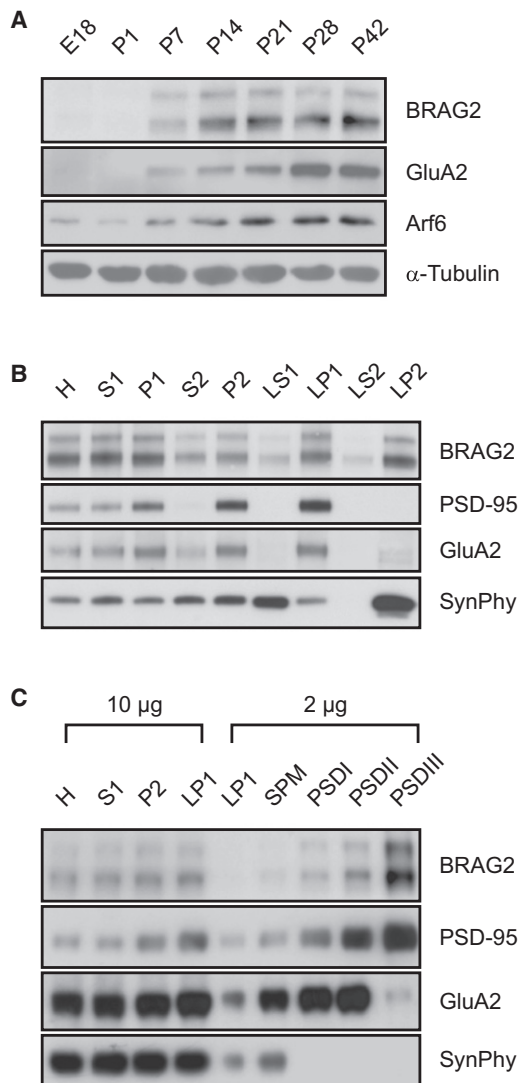 A
E18 P1 P7 P14 P21 P28 P42
BRAG2
GluA2
Arf6
α-Tubulin
B
H S1 P1 S2 P2 LS1 LP1 LS2 LP2
BRAG2
PSD-95
GluA2
SynPhy
C
10 µg 2 µg
H S1 P2 LP1 LP1 SPM PSDI PSDII PSDIII
BRAG2
PSD-95
GluA2
SynPhy